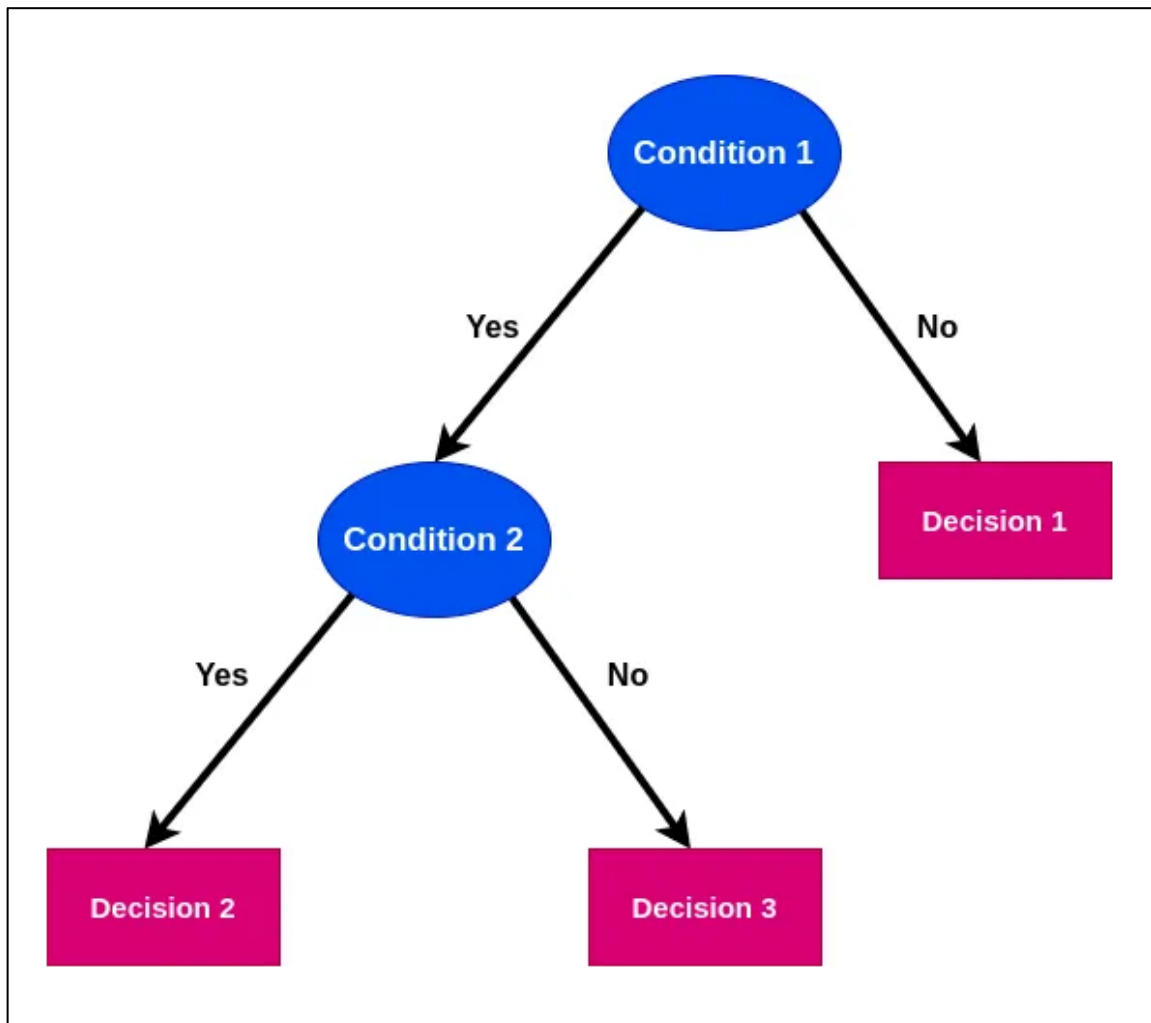 Condition 1
Yes
No
Condition 2
Decision 1
Yes
No
Decision 2
Decision 3